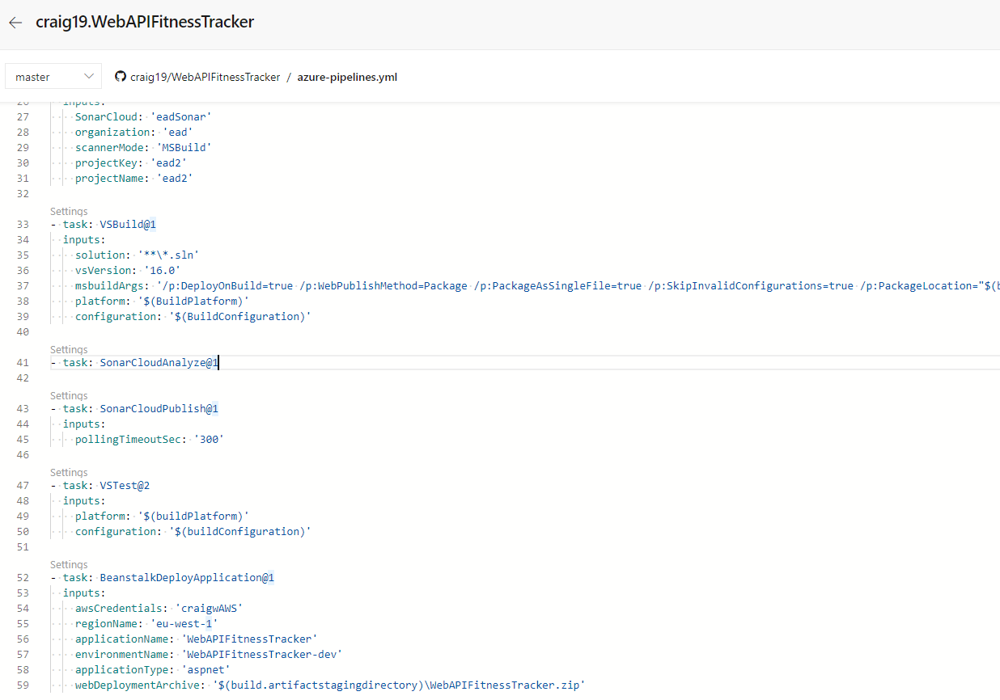 craig19.WebAPIFitnessTracker
master
craig19/WebAPIFitnessTracker / azure-pipelines.yml
26 inputs:
27 SonarCloud: 'eadSonar'
28 organization: 'ead'
29 scannerMode: 'MSBuild'
30 projectKey: 'ead2'
31 projectName: 'ead2'
32
Settings
33 - task: VSBuild@1
34 inputs:
35 solution: '**\*.sln'
36 vsVersion: '16.0'
37 msbuildArgs: '/p:DeployOnBuild=true /p:WebPublishMethod=Package /p:PackageAsSingleFile=true /p:SkipInvalidConfigurations=true /p:PackageLocation="$(b
38 platform: '$(BuildPlatform)'
39 configuration: '$(BuildConfiguration)'
40
Settings
41 - task: SonarCloudAnalyze@1
42
Settings
43 - task: SonarCloudPublish@1
44 inputs:
45 pollingTimeoutSec: '300'
46
Settings
47 - task: VSTest@2
48 inputs:
49 platform: '$(buildPlatform)'
50 configuration: '$(buildConfiguration)'
51
Settings
52 - task: BeanstalkDeployApplication@1
53 inputs:
54 awsCredentials: 'craigwAWS'
55 regionName: 'eu-west-1'
56 applicationName: 'WebAPIFitnessTracker'
57 environmentName: 'WebAPIFitnessTracker-dev'
58 applicationType: 'aspnet'
59 webDeploymentArchive: '$(build.artifactstagingdirectory)\WebAPIFitnessTracker.zip'